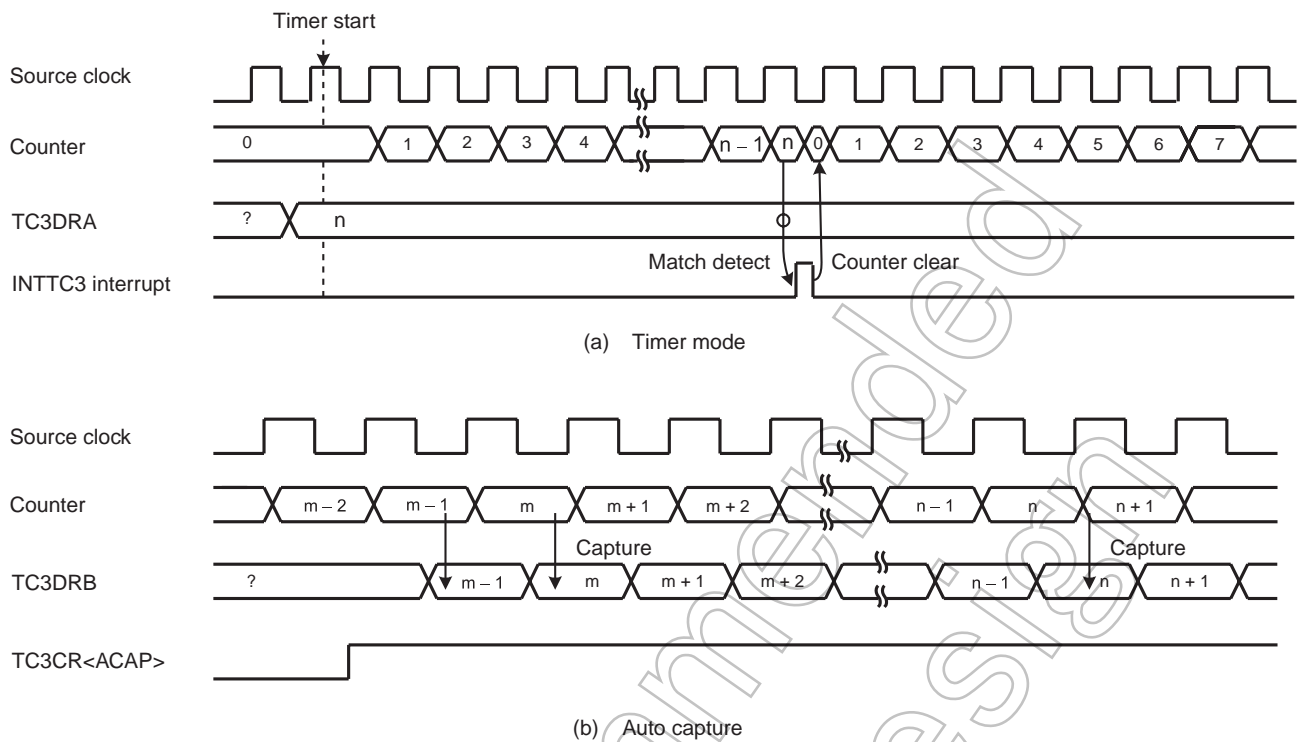 Timer start
Source clock
Counter
0 1 2 3 4 n – 1 n 0 1 2 3 4 5 6 7
TC3DRA
? n
Match detect Counter clear
INTTC3 interrupt
(a) Timer mode
Source clock
Counter
m – 2 m – 1 m m + 1 m + 2 n – 1 n n + 1
Capture Capture
TC3DRB
? m – 1 m m + 1 m + 2 n – 1 n n + 1
TC3CR<ACAP>
(b) Auto capture